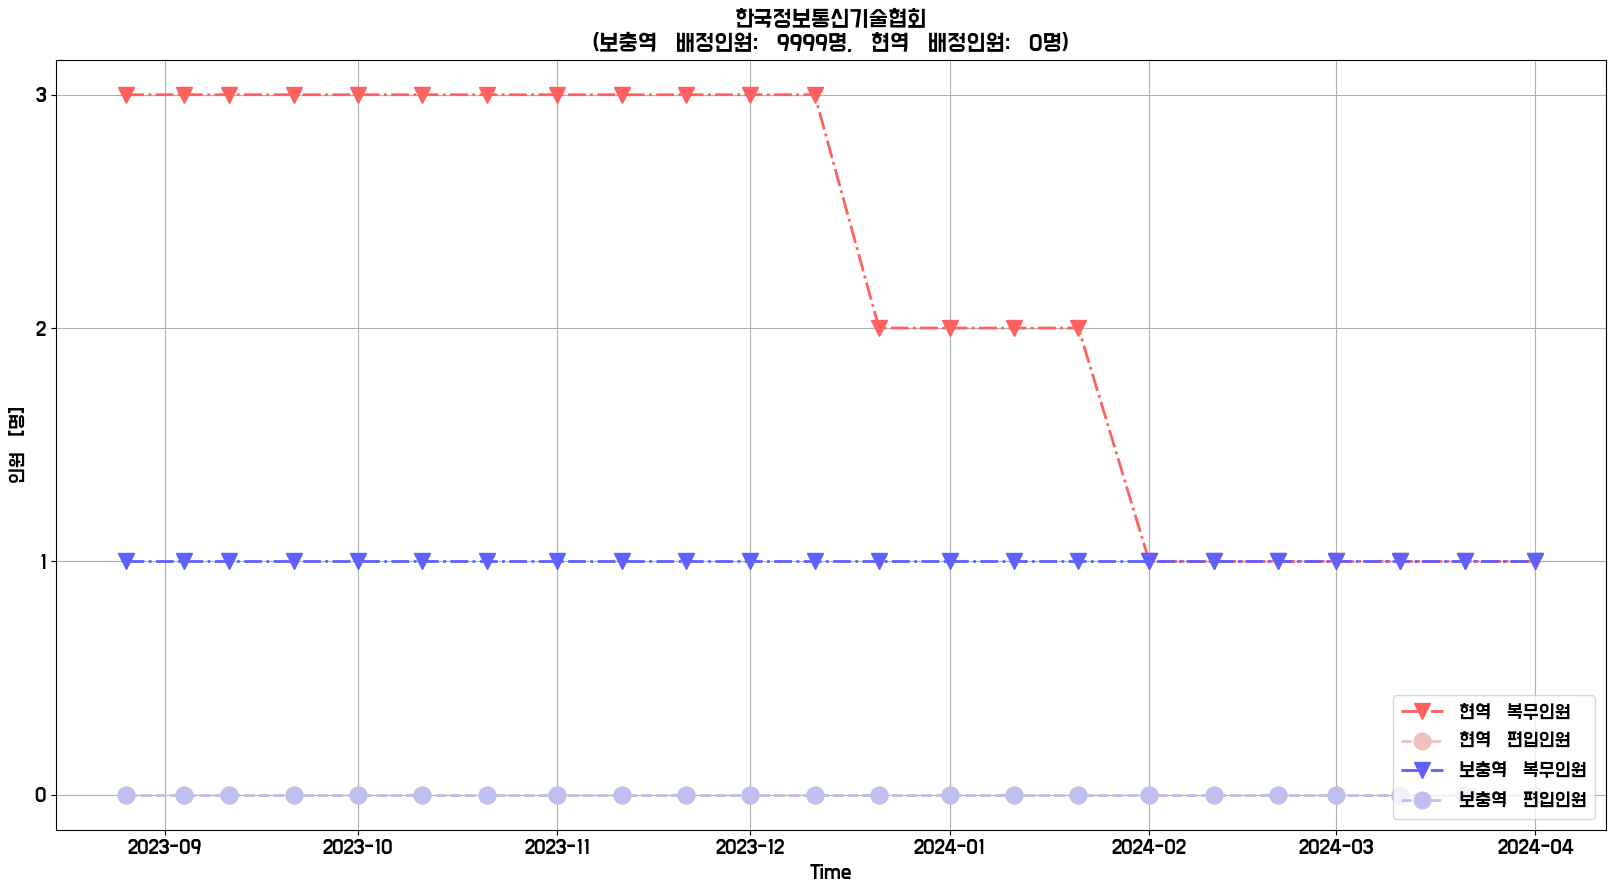 한국정보통신기술협회
(보충역 배정인원: 9999명, 현역 배정인원: 0명)
인원 [명]
3
2
1
0
현역 복무인원
현역 편입인원
보충역 복무인원
보충역 편입인원
2023-09 2023-10 2023-11 2023-12 2024-01 2024-02 2024-03 2024-04
Time